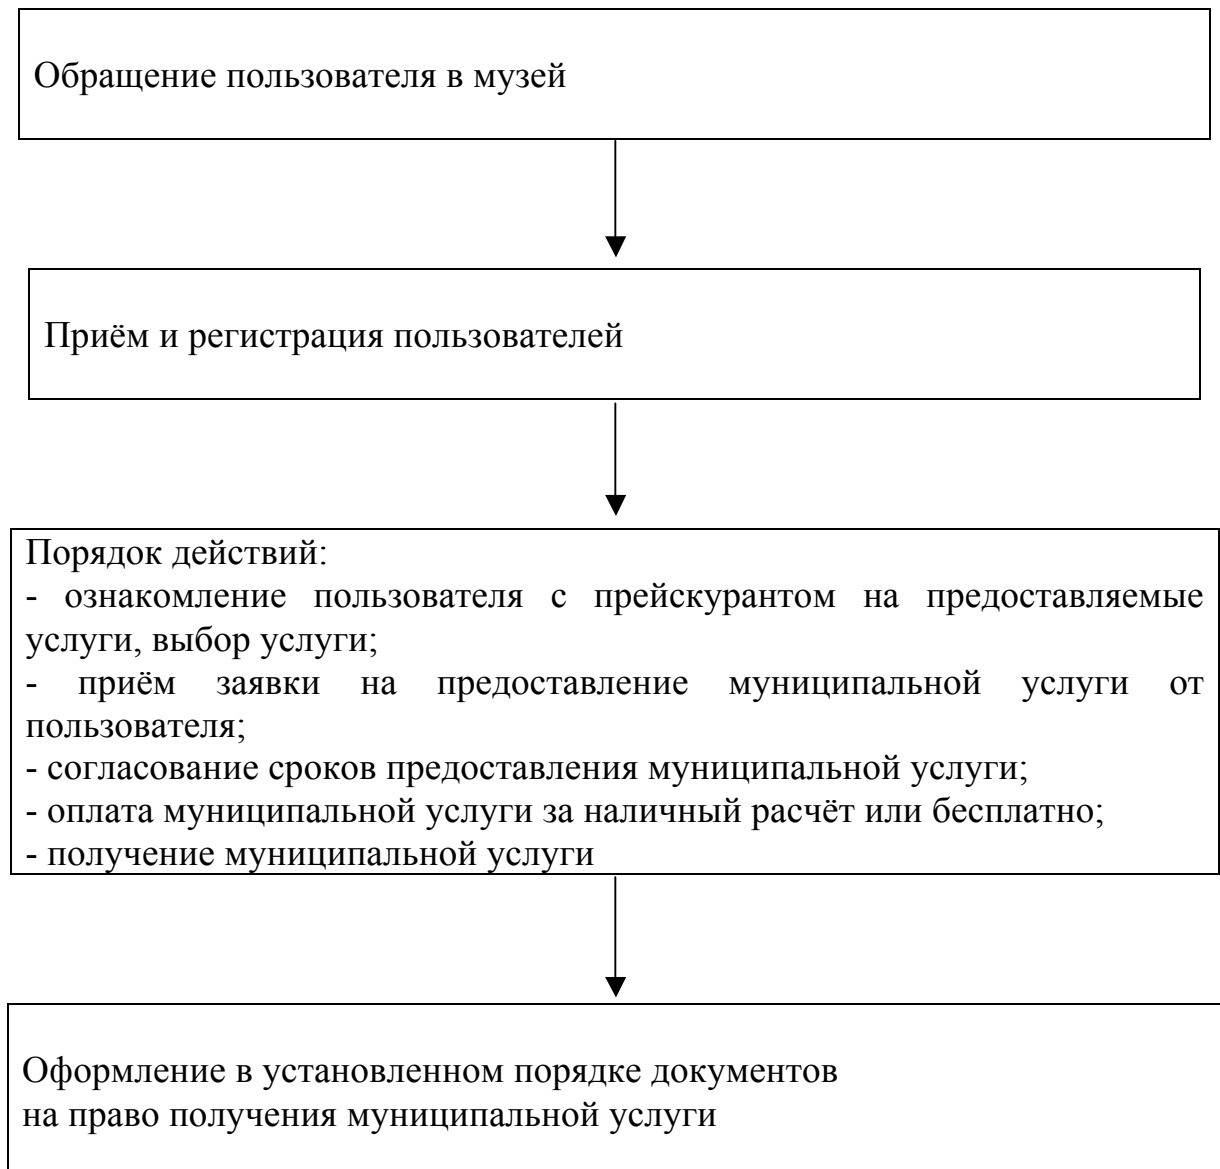 Обращение пользователя в музей
Приём и регистрация пользователей
Порядок действий:
- ознакомление пользователя с прейскурантом на предоставляемые
услуги, выбор услуги;
- приём заявки на предоставление муниципальной услуги от
пользователя;
- согласование сроков предоставления муниципальной услуги;
- оплата муниципальной услуги за наличный расчёт или бесплатно;
- получение муниципальной услуги
Оформление в установленном порядке документов
на право получения муниципальной услуги